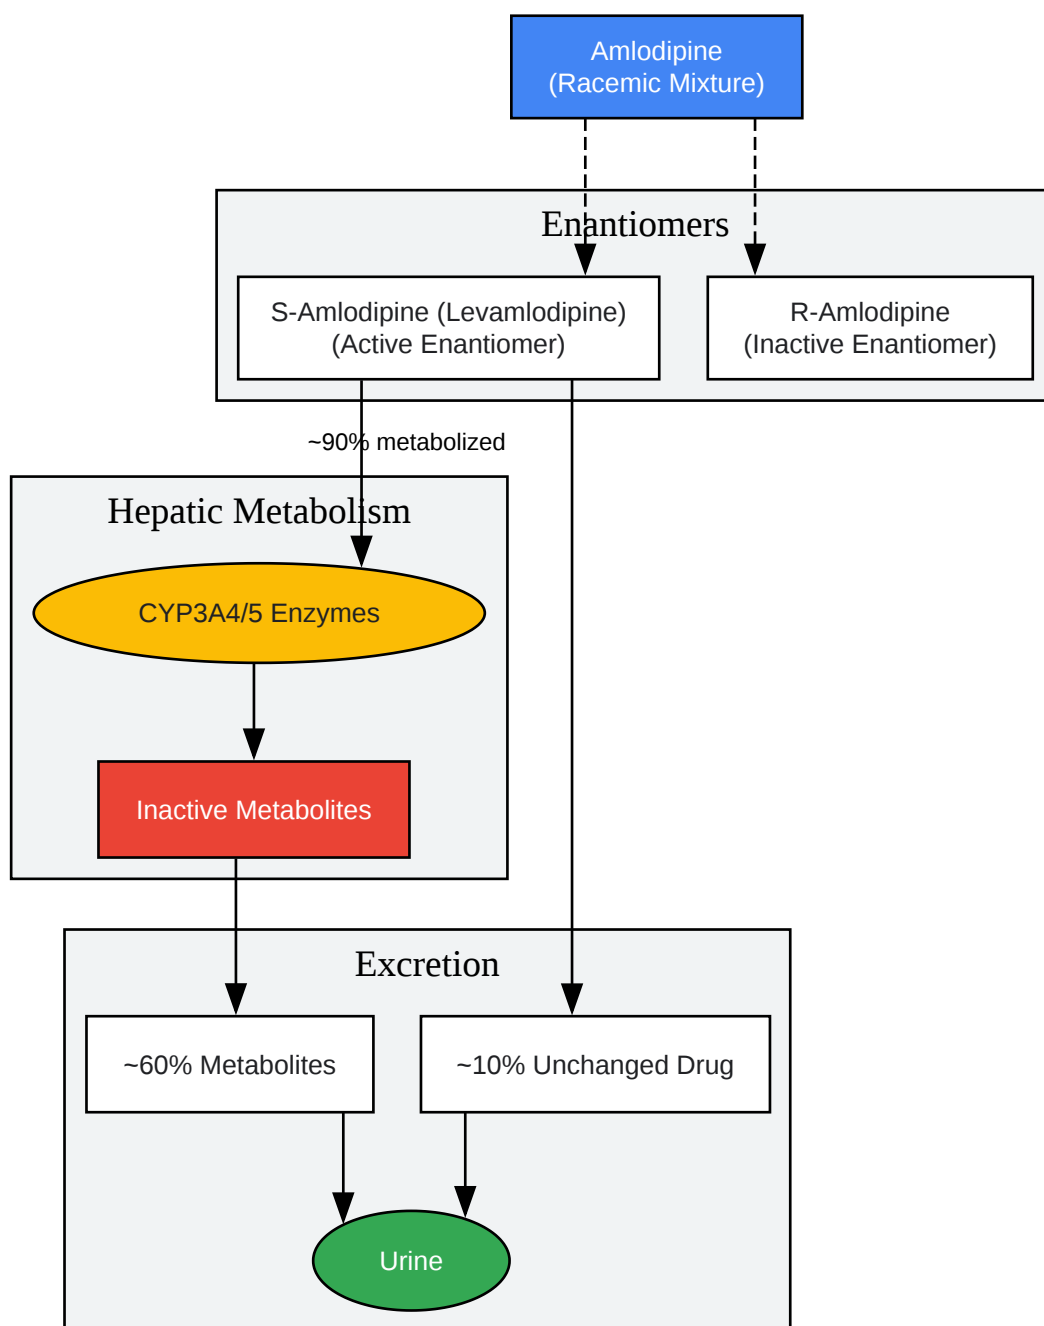 Amlodipine
(Racemic Mixture)
Enantiomers
S-Amlodipine (Levamlodipine)
(Active Enantiomer)
R-Amlodipine
(Inactive Enantiomer)
~90% metabolized
Hepatic Metabolism
CYP3A4/5 Enzymes
Inactive Metabolites
Excretion
~60% Metabolites
~10% Unchanged Drug
Urine